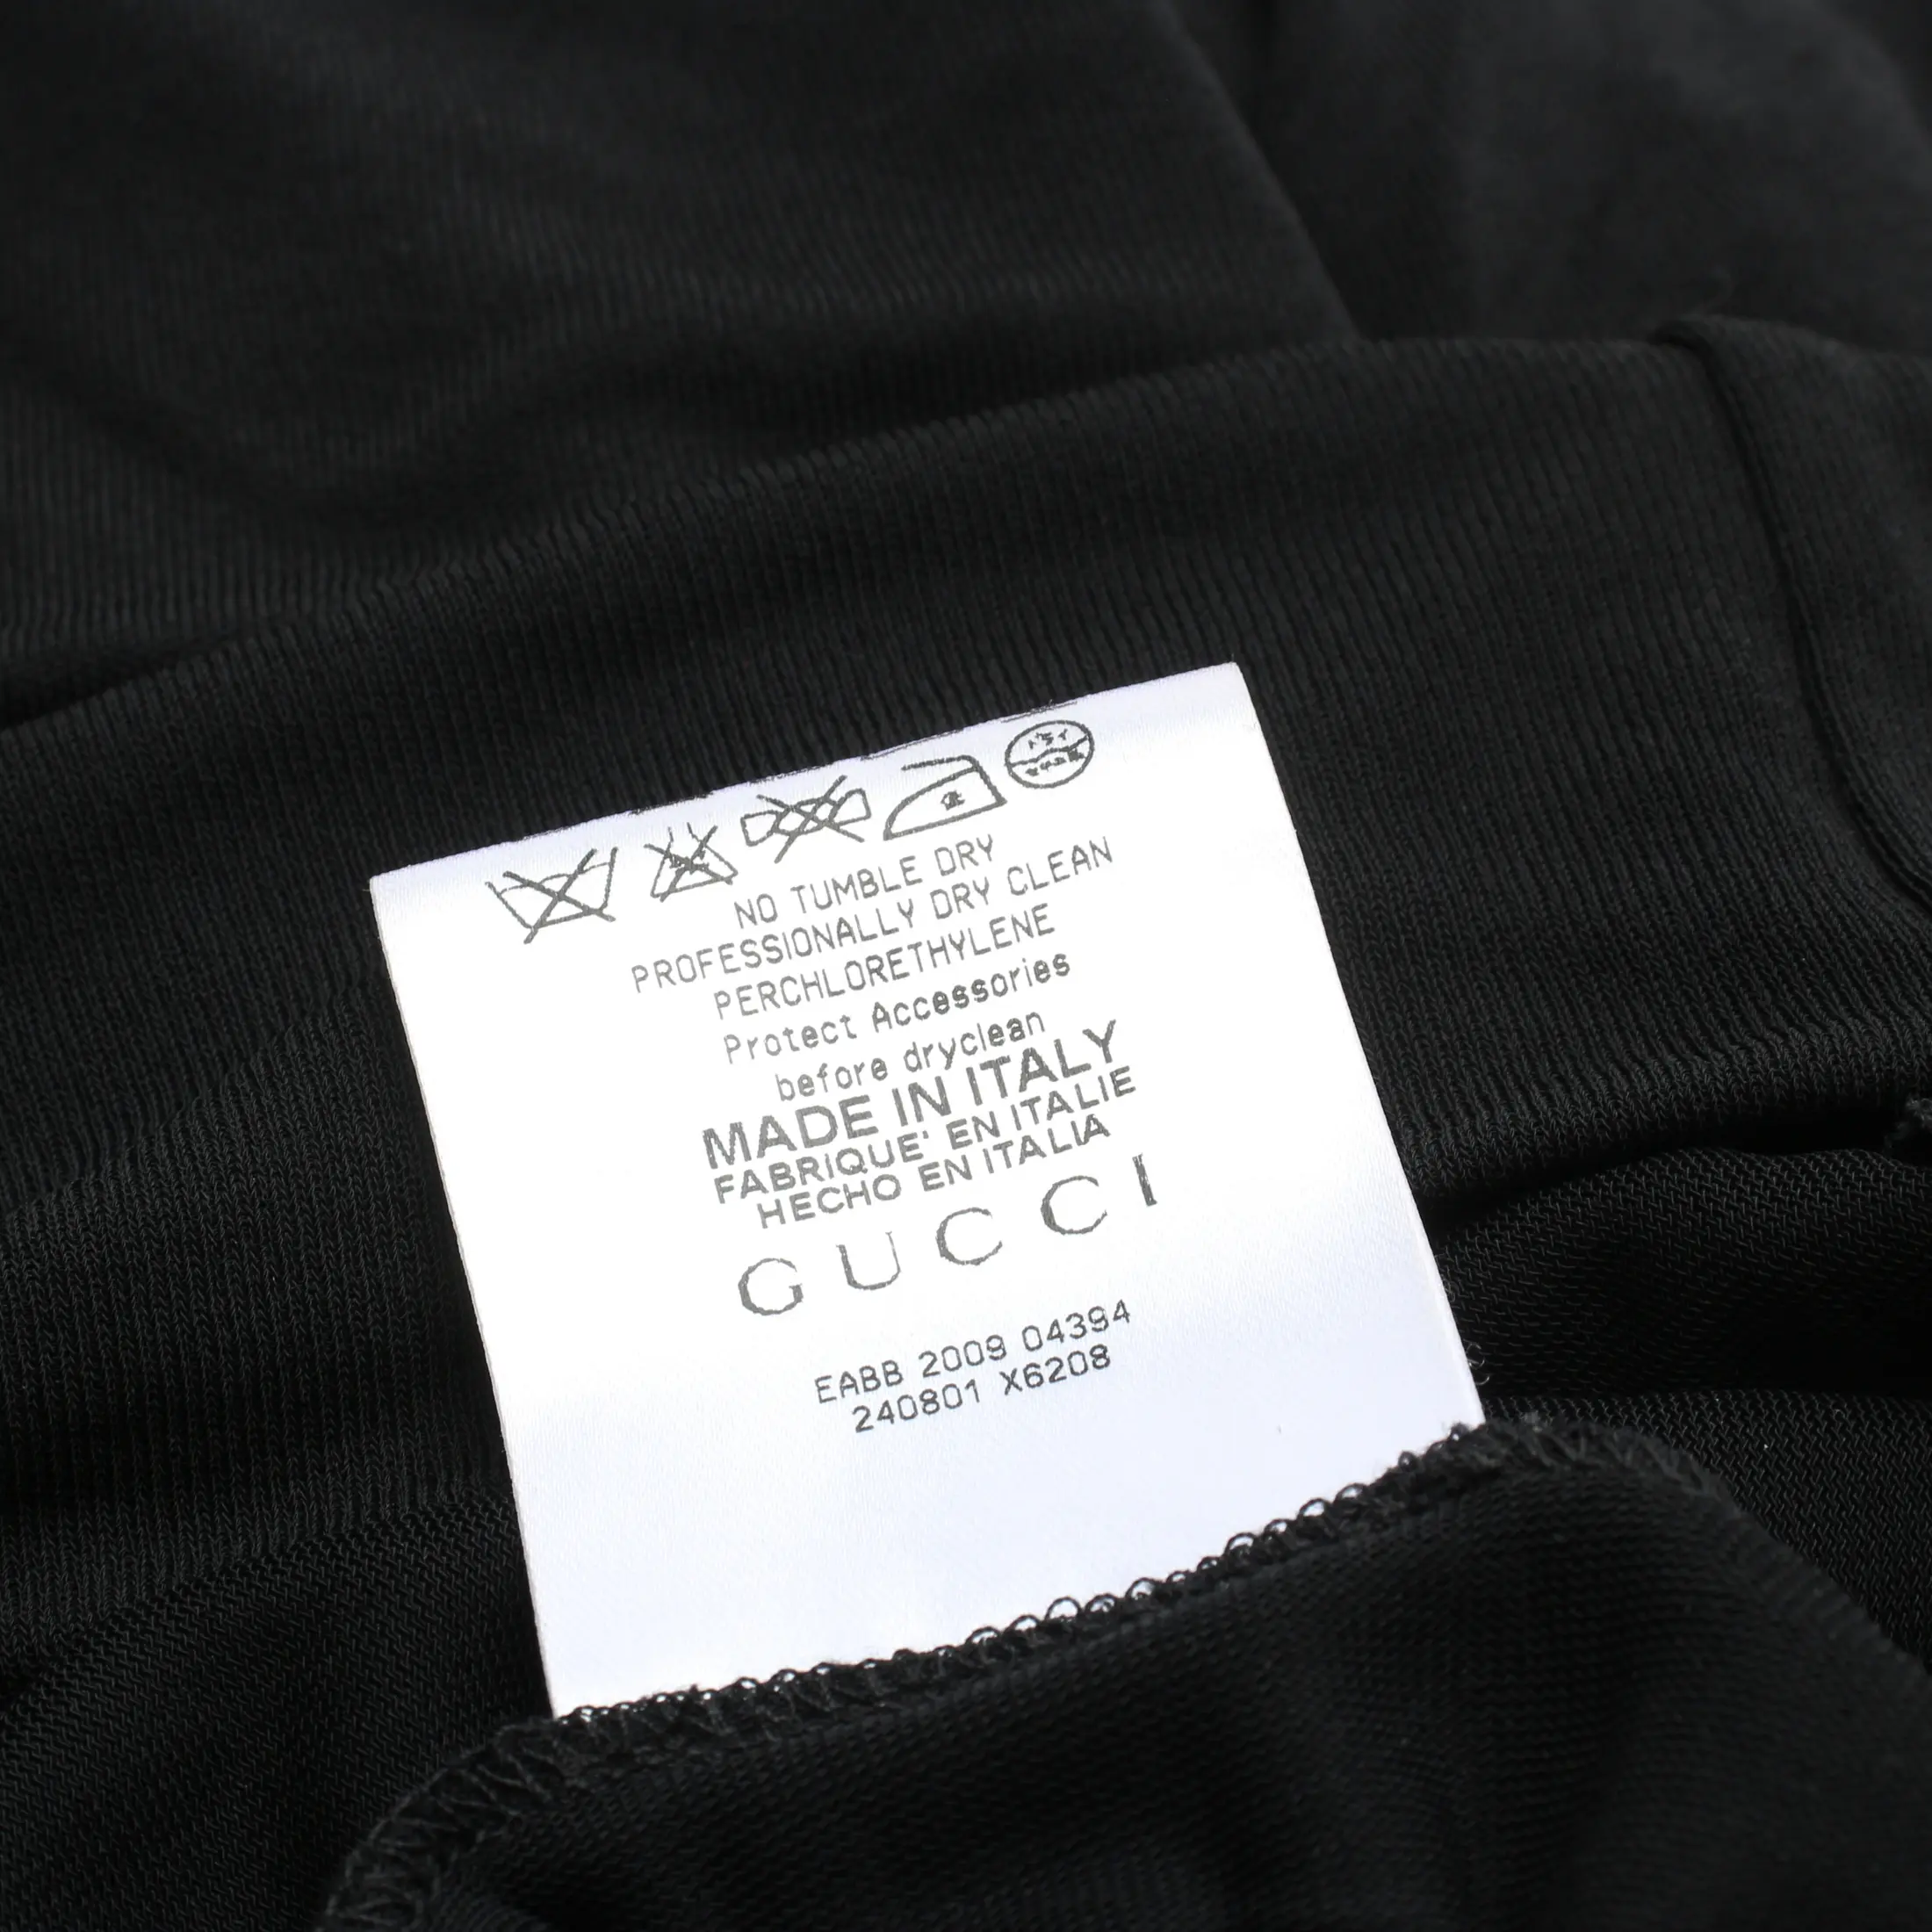 NO TUMBLE DRY
PROFESSIONALLY DRY CLEAN
PERCHLORETHYLENE
Protect Accessories
before dryclean
MADE IN ITALY
FABRIQUE' EN ITALIE
HECHO EN ITALIA
GUCCI
EABB 2009 04394
240801 X6208